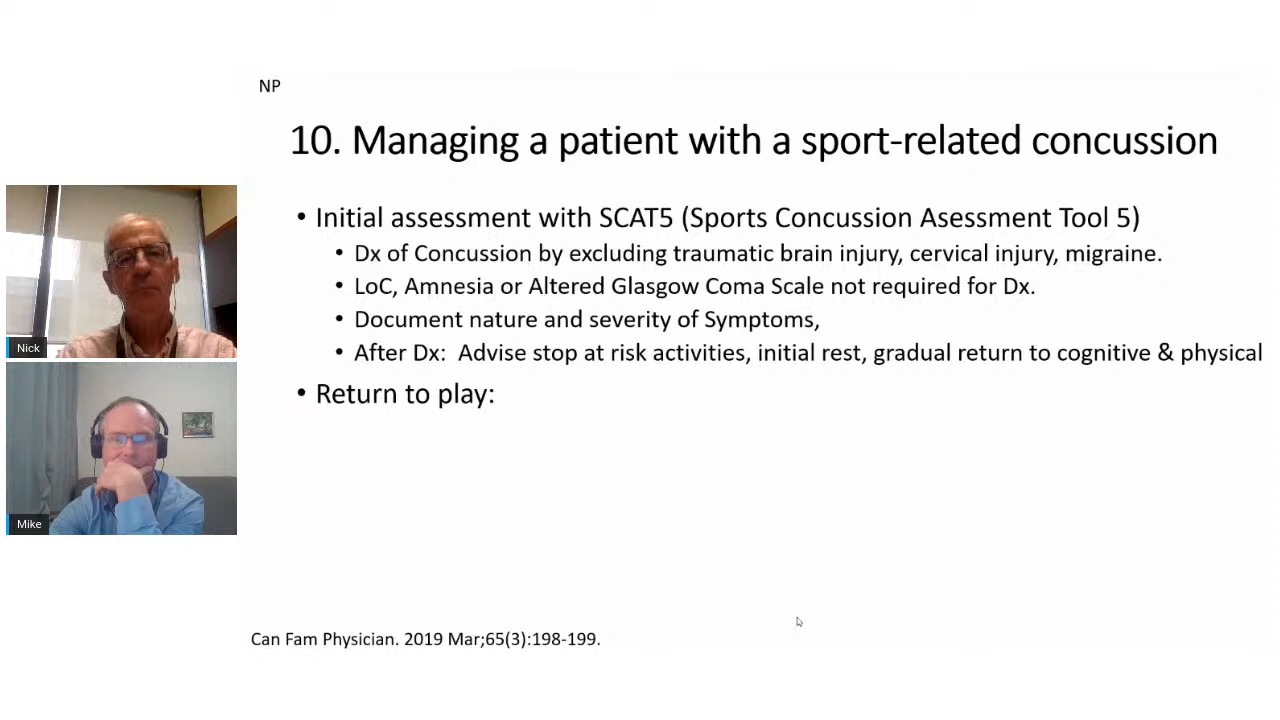 NP
10. Managing a patient with a sport-related concussion
• Initial assessment with SCAT5 (Sports Concussion Asessment Tool 5)
• Dx of Concussion by excluding traumatic brain injury, cervical injury, migraine.
• LoC, Amnesia or Altered Glasgow Coma Scale not required for Dx.
• Document nature and severity of Symptoms,
• After Dx: Advise stop at risk activities, initial rest, gradual return to cognitive & physical
• Return to play:
Nick
Mike
Can Fam Physician. 2019 Mar;65(3):198-199.